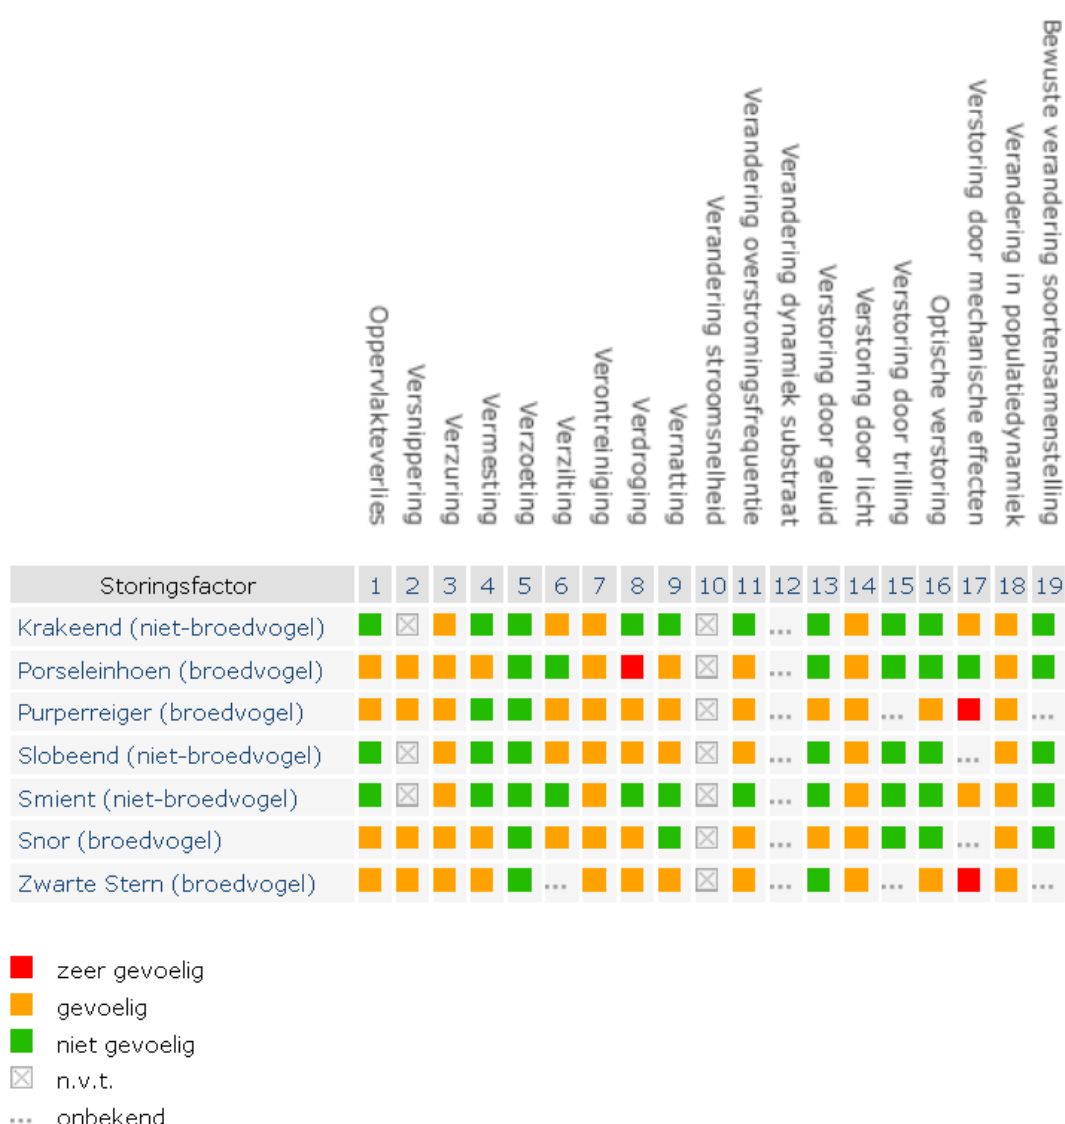 Oppervlakteverlies
Versnippering
Verzuring
Vermesting
Verzoeting
Verzilting
Verontreiniging
Verdroging
Vernatting
Verandering stroomsnelheid
Verandering overstromingsfrequentie
Verandering dynamiek substraat
Verstoring door geluid
Verstoring door licht
Verstoring door trilling
Optische verstoring
Verstoring door mechanische effecten
Verandering in populatiedynamiek
Bewuste verandering soortensamenstelling
Storingsfactor 1 2 3 4 5 6 7 8 9 10 11 12 13 14 15 16 17 18 19
Krakeend (niet-broedvogel) ...
Porseleinhoen (broedvogel) ...
Purperreiger (broedvogel) ... ... ...
Slobeend (niet-broedvogel) ... ...
Smient (niet-broedvogel) ...
Snor (broedvogel) ... ...
Zwarte Stern (broedvogel) ... ... ... ...
zeer gevoelig
gevoelig
niet gevoelig
n.v.t.
... onbekend